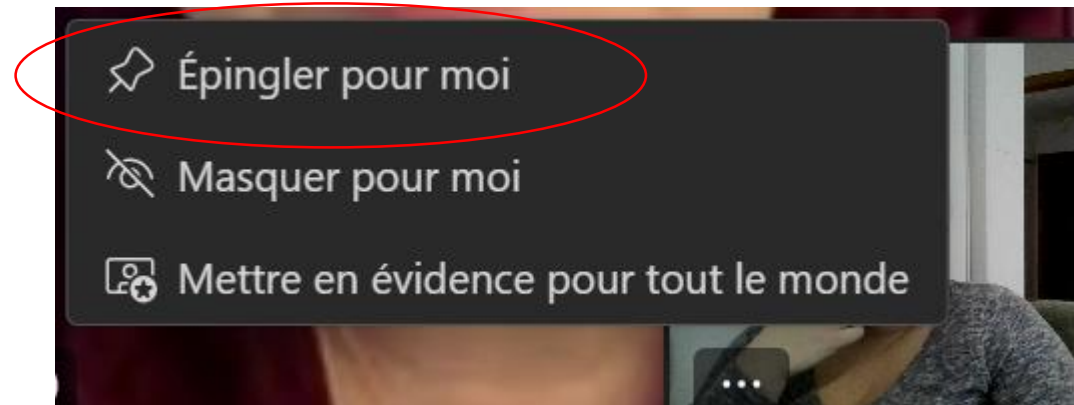 Épingler pour moi
Masquer pour moi
Mettre en évidence pour tout le monde